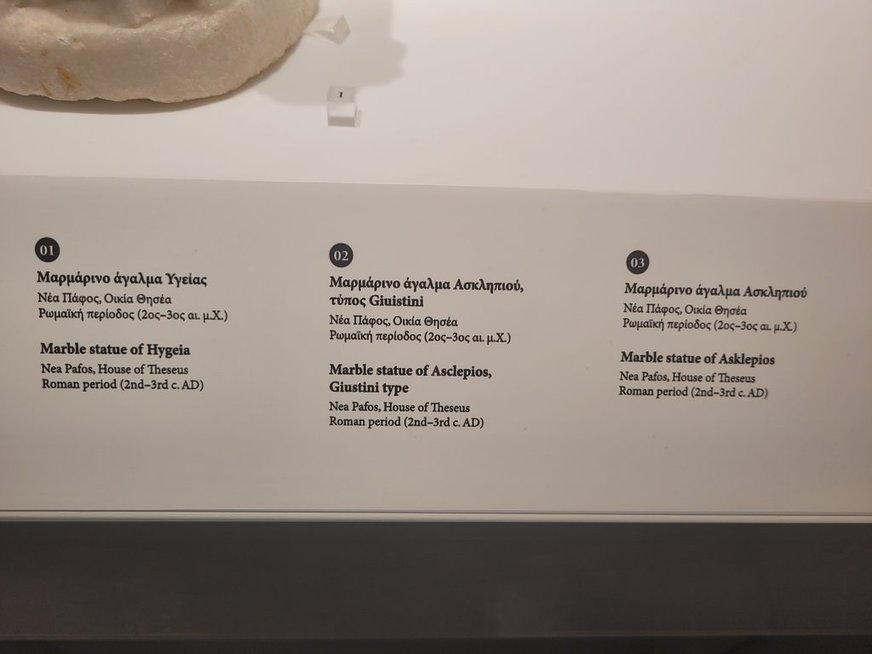 1
01
Μαρμάρινο άγαλμα Υγείας
Νέα Πάφος, Οικία Θησέα
Ρωμαϊκή περίοδος (2ος–3ος αι. μ.Χ.)
Marble statue of Hygeia
Nea Pafos, House of Theseus
Roman period (2nd–3rd c. AD)
02
Μαρμάρινο άγαλμα Ασκληπιού,
τύπος Giuistini
Νέα Πάφος, Οικία Θησέα
Ρωμαϊκή περίοδος (2ος–3ος αι. μ.Χ.)
Marble statue of Asclepios,
Giustini type
Nea Pafos, House of Theseus
Roman period (2nd–3rd c. AD)
03
Μαρμάρινο άγαλμα Ασκληπιού
Νέα Πάφος, Οικία Θησέα
Ρωμαϊκή περίοδος (2ος–3ος αι. μ.Χ.)
Marble statue of Asklepios
Nea Pafos, House of Theseus
Roman period (2nd–3rd c. AD)